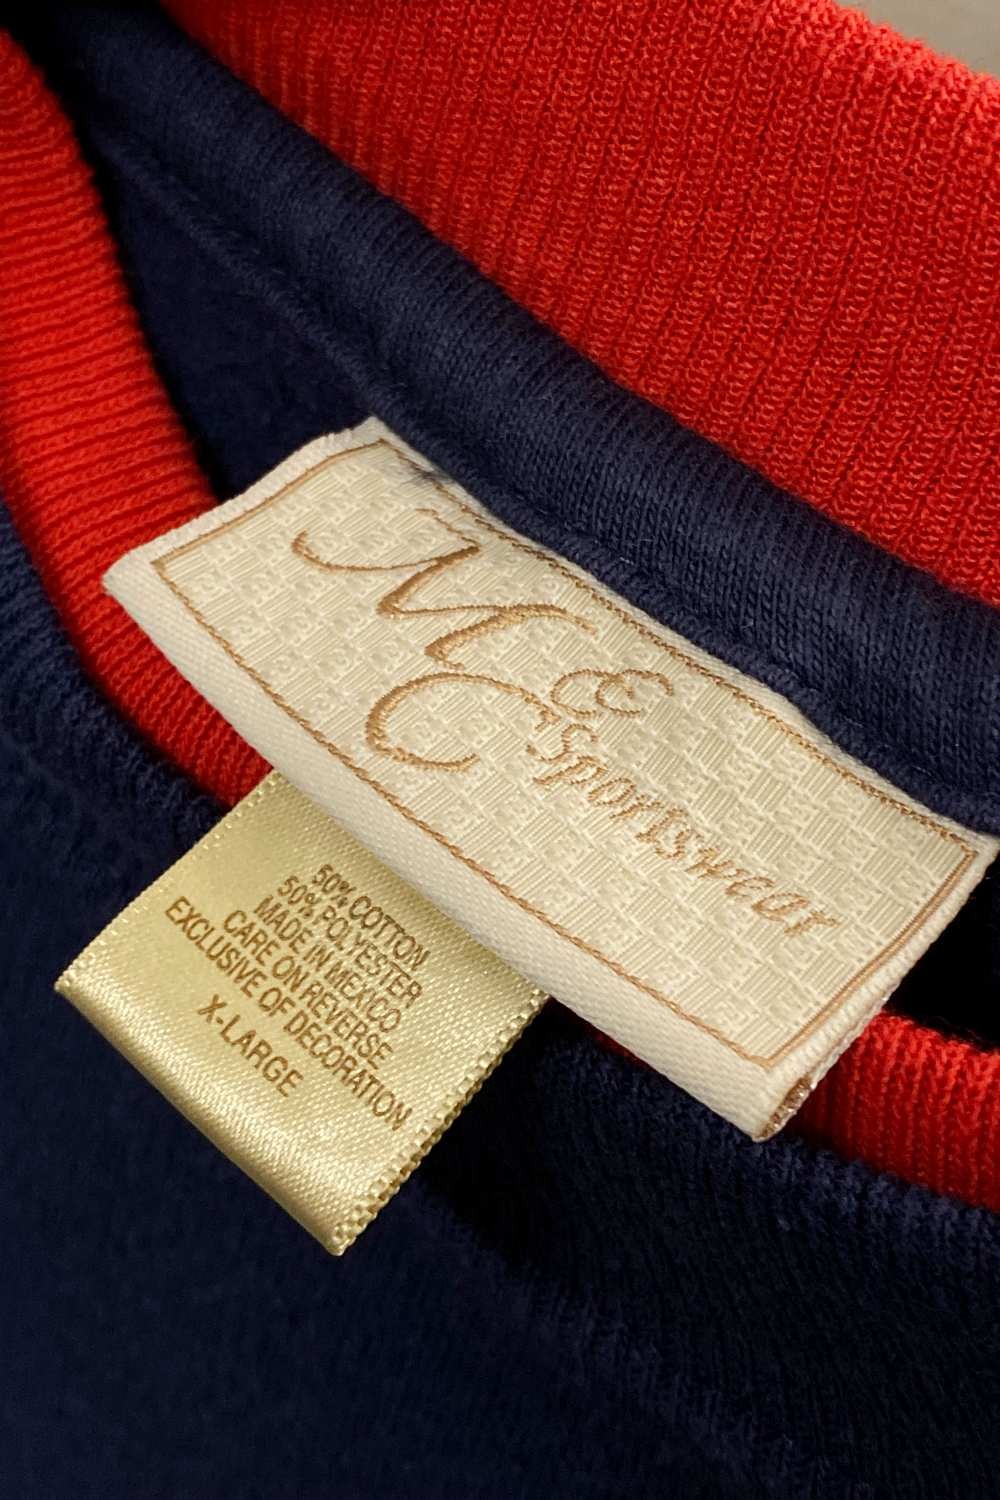 M & C
Sportswear
50% COTTON
50% POLYESTER
MADE IN MEXICO
CARE ON REVERSE
EXCLUSIVE OF DECORATION
X-LARGE